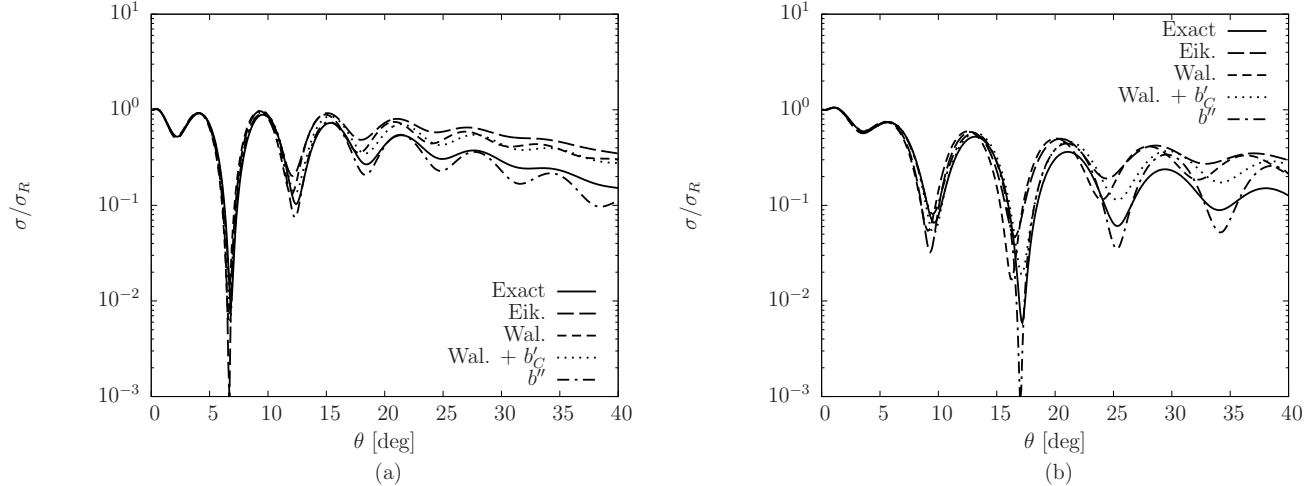 10^1
10^0
10^{-1}
10^{-2}
10^{-3}
σ/σ_R
Exact
Eik.
Wal.
Wal. + b'_C
b''
0 5 10 15 20 25 30 35 40
θ [deg]
(a)
10^1
10^0
10^{-1}
10^{-2}
10^{-3}
σ/σ_R
Exact
Eik.
Wal.
Wal. + b'_C
b''
0 5 10 15 20 25 30 35 40
θ [deg]
(b)